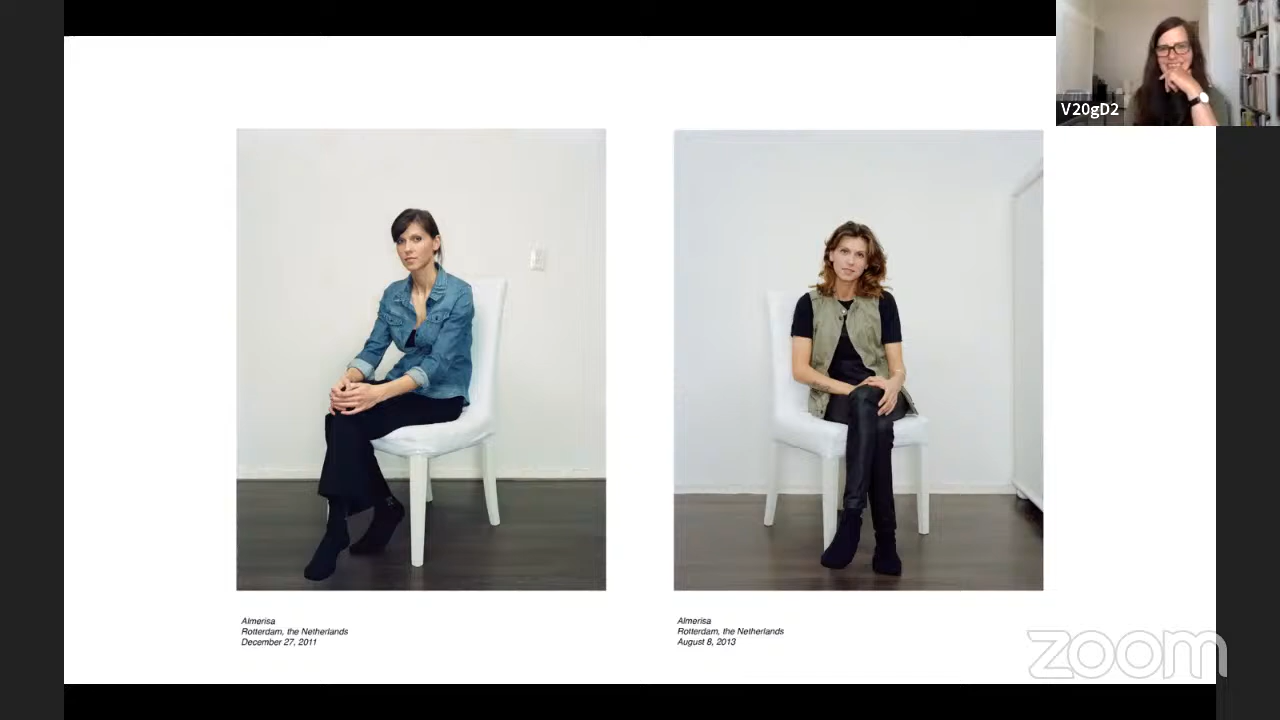 V20gD2
Almerisa
Rotterdam, the Netherlands
December 27, 2011
Almerisa
Rotterdam, the Netherlands
August 8, 2013
zoom